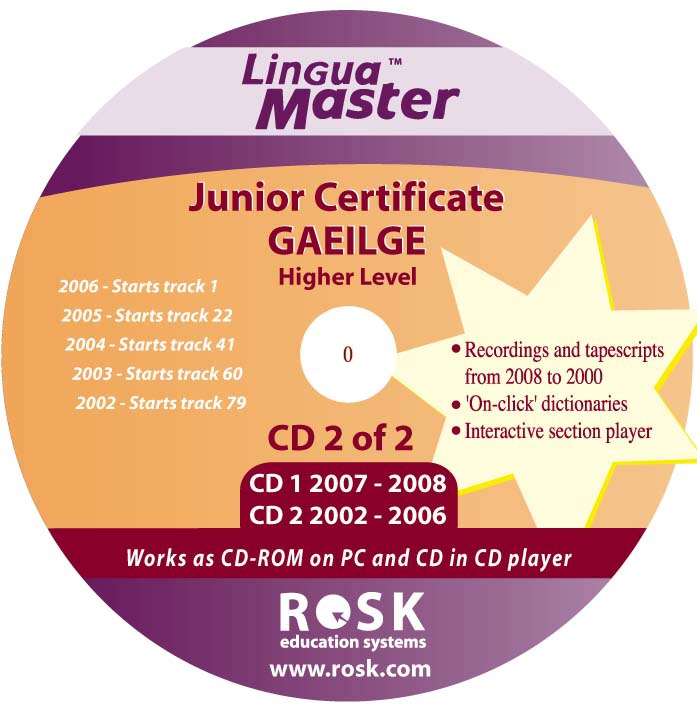 Lingua™
Master
Junior Certificate
GAEILGE
Higher Level
2006 - Starts track 1
2005 - Starts track 22
2004 - Starts track 41
2003 - Starts track 60
2002 - Starts track 79
0
• Recordings and tapescripts
from 2008 to 2000
• 'On-click' dictionaries
• Interactive section player
CD 2 of 2
CD 1 2007 - 2008
CD 2 2002 - 2006
Works as CD-ROM on PC and CD in CD player
ROSK
education systems
www.rosk.com